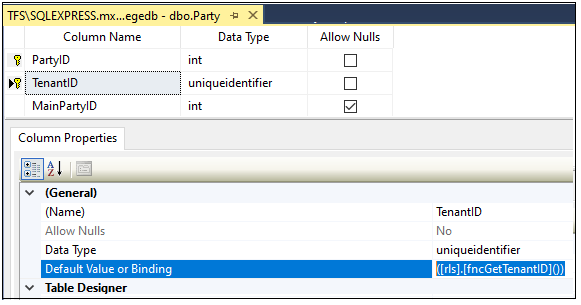 TFS\SQLEXPRESS.mx...egedb - dbo.Party
Column Name Data Type Allow Nulls
PartyID int
TenantID uniqueidentifier
MainPartyID int
Column Properties
(General)
(Name) TenantID
Allow Nulls No
Data Type uniqueidentifier
Default Value or Binding ([rls].[fncGetTenantID]())
Table Designer